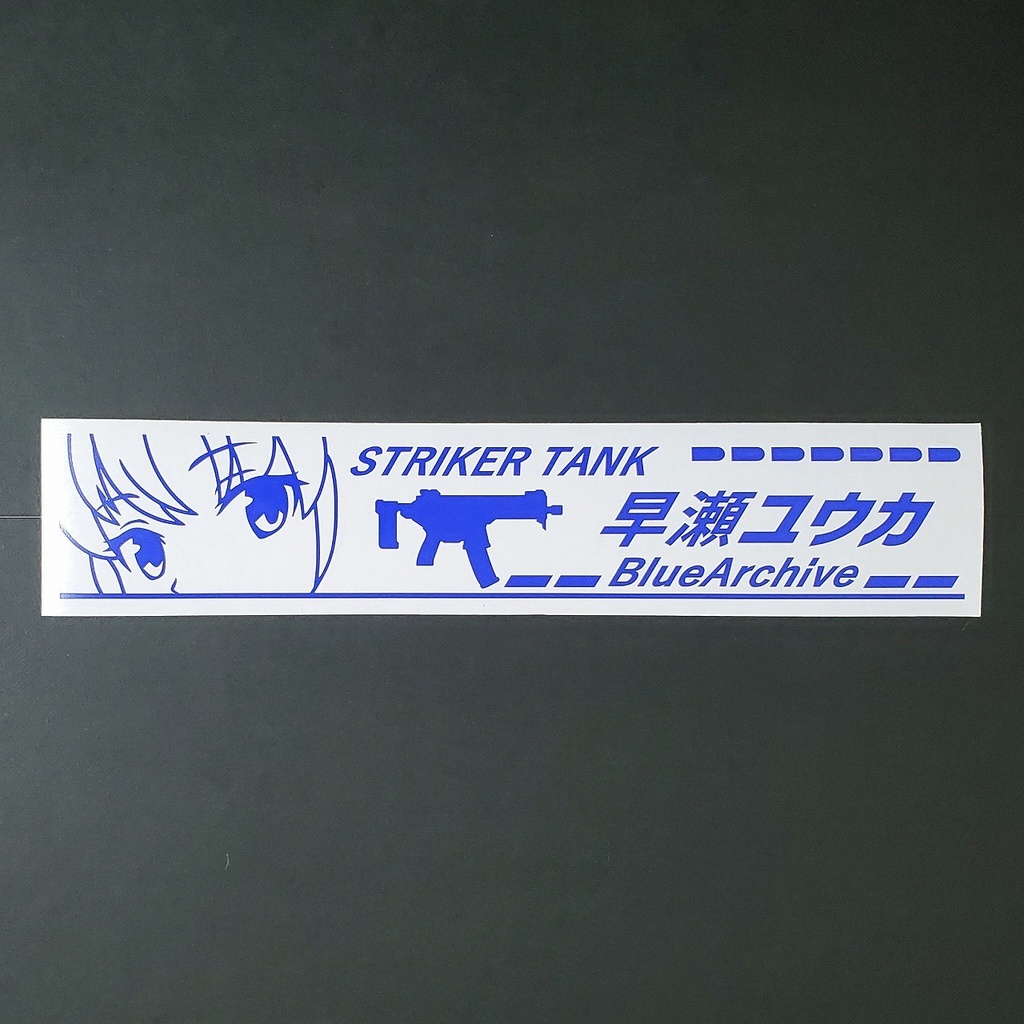 STRIKER TANK
早瀬ユウカ
BlueArchive